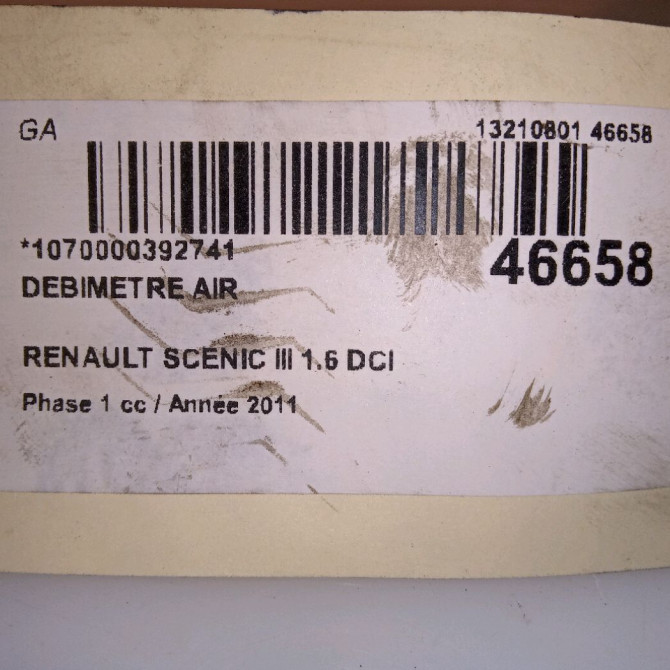 GA
13210801 46658
*1070000392741
46658
DEBIMETRE AIR
RENAULT SCENIC III 1.6 DCI
Phase 1 cc / Année 2011